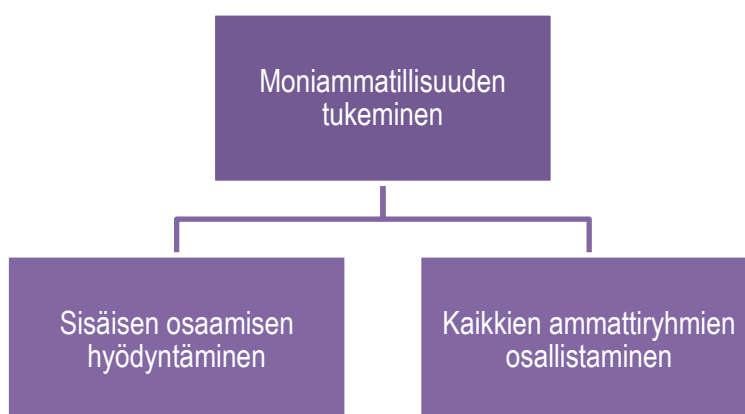 Moniammatillisuuden
tukeminen
Sisäisen osaamisen
hyödyntäminen
Kaikkien ammattiryhmien
osallistaminen